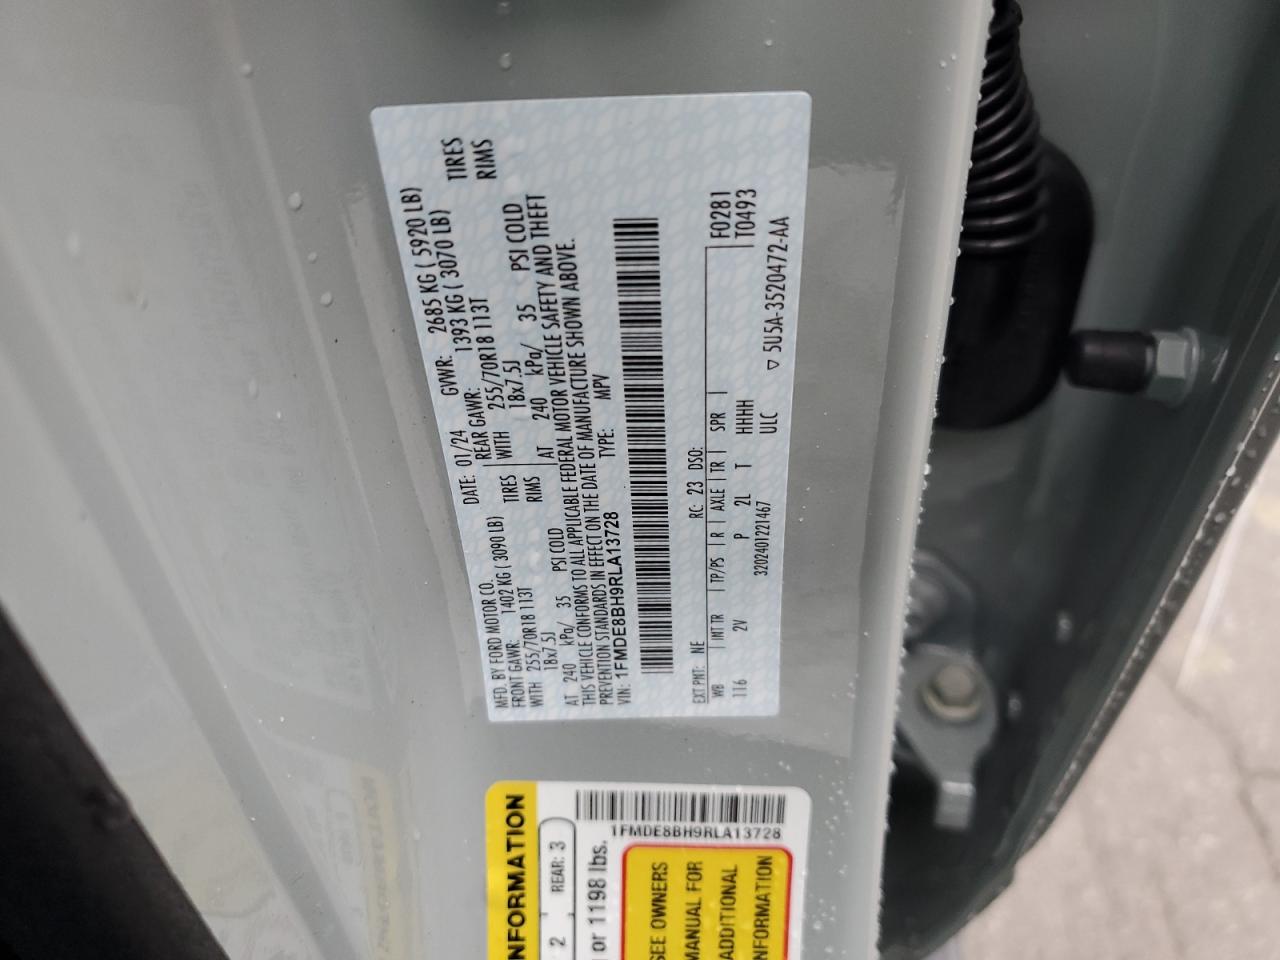 MFD. BY FORD MOTOR CO.
DATE: 01/24 GVWR: 2685 KG ( 5920 LB)
FRONT GAWR: 1402 KG ( 3090 LB)
REAR GAWR: 1393 KG ( 3070 LB)
WITH 255/70R18 113T TIRES
WITH 255/70R18 113T TIRES
18x7.5J RIMS
18x7.5J RIMS
AT 240 kPa/ 35 PSI COLD
AT 240 kPa/ 35 PSI COLD
THIS VEHICLE CONFORMS TO ALL APPLICABLE FEDERAL MOTOR VEHICLE SAFETY AND THEFT
PREVENTION STANDARDS IN EFFECT ON THE DATE OF MANUFACTURE SHOWN ABOVE.
VIN: 1FMDE8BH9RLA13728
TYPE: MPV
EXT PNT: NE RC: 23 DSO:
WB INT TR TP/PS R AXLE TR SPR F0281
116 2V P 2L T HHHH T0493
3202401221467 ULC
▽ 5U5A-3520472-AA
NFORMATION
2 REAR: 3
or 1198 lbs.
1FMDE8BH9RLA13728
SEE OWNERS
MANUAL FOR
ADDITIONAL
NFORMATION